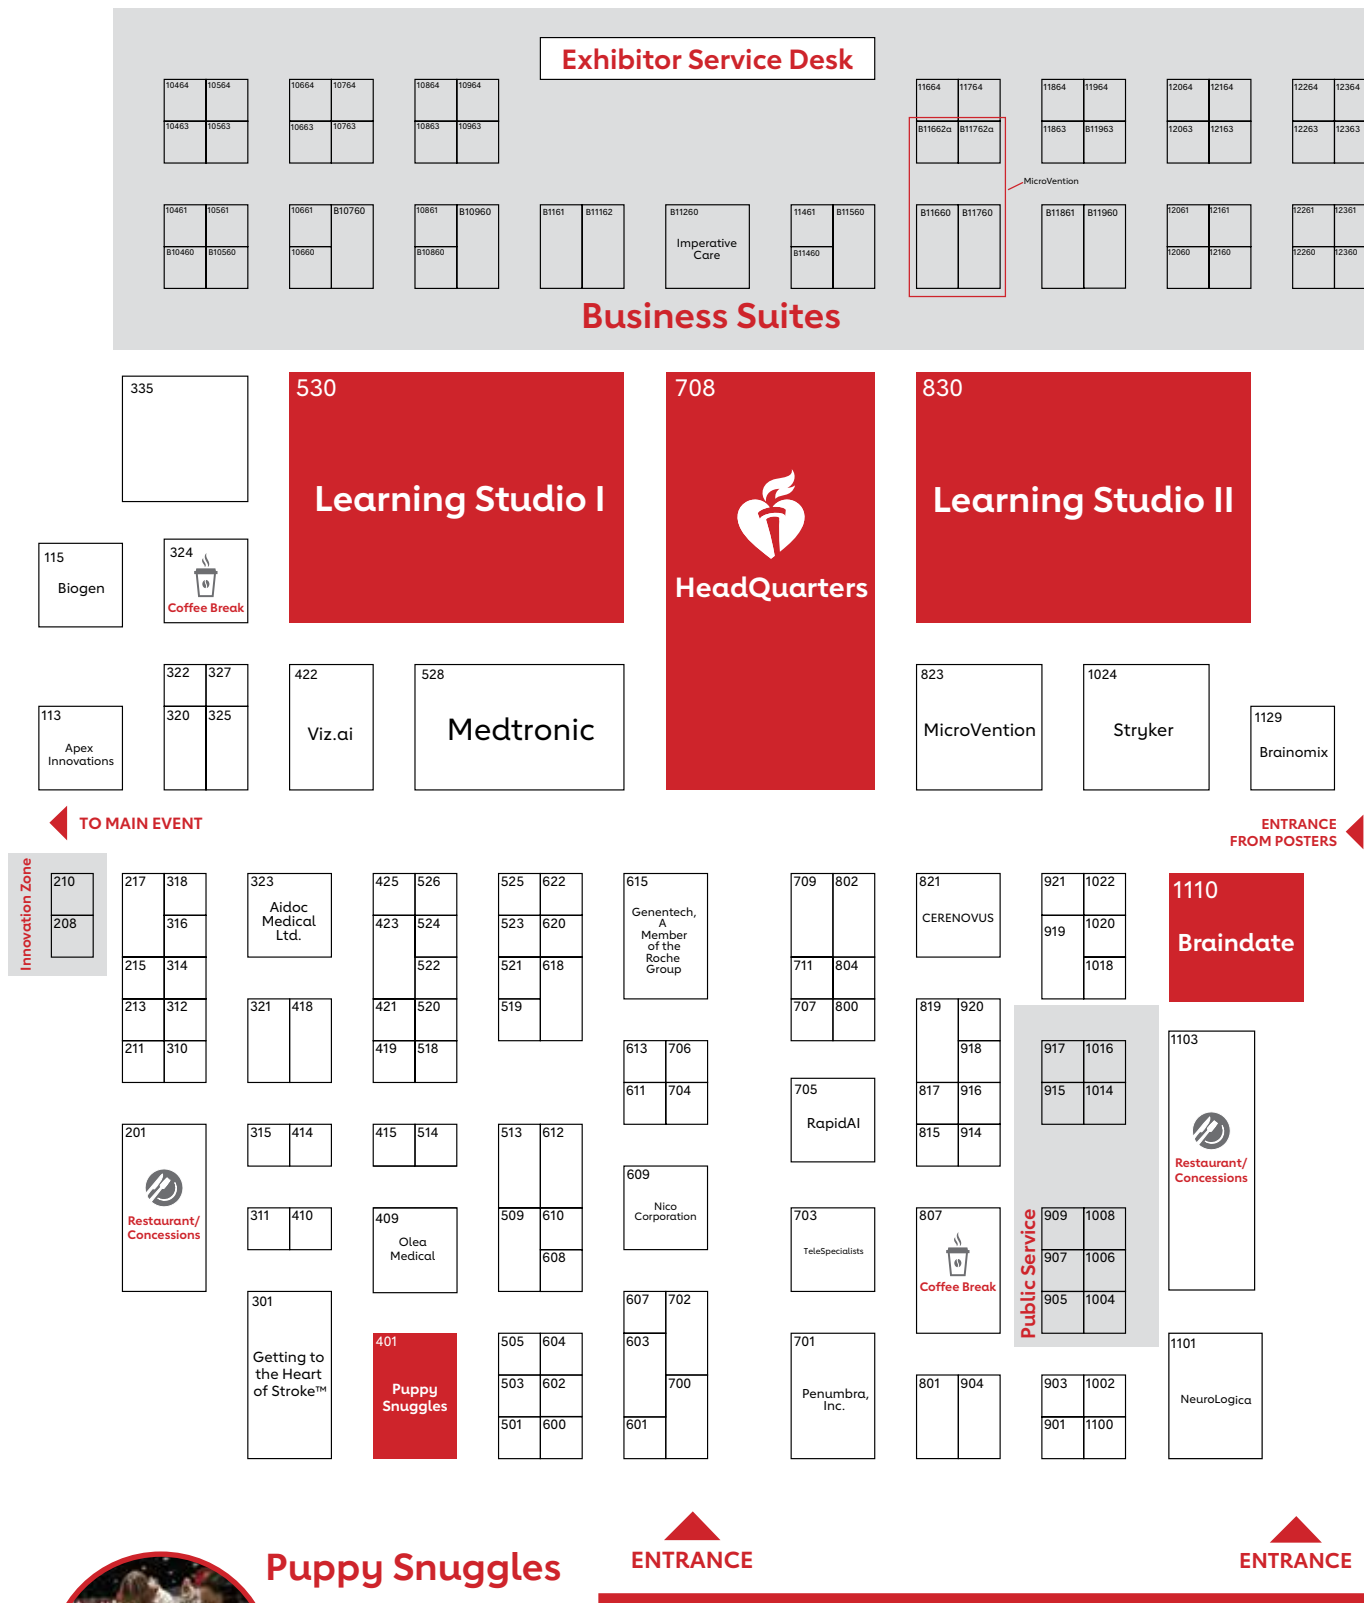 Exhibitor Service Desk
10464 10564 10664 10764 10864 10964 11664 11764 11864 11964 12064 12164 12264 12364
10463 10563 10663 10763 10863 10963 B11662a B11762a 11863 B11963 12063 12163 12263 12363
MicroVention
10461 10561 10661 B10760 10861 B10960 B1161 B11162 B11260 11461 B11560 B11660 B11760 B11861 B11960 12061 12161 12261 12361
Imperative
Care
B10460 B10560 10660 B10860 B11460 12060 12160 12260 12360
Business Suites
335
530
Learning Studio I
708
HeadQuarters
830
Learning Studio II
115
Biogen
324
Coffee Break
322 327
320 325
422
Viz.ai
528
Medtronic
823
MicroVention
1024
Stryker
113
Apex
Innovations
1129
Brainomix
TO MAIN EVENT
ENTRANCE
FROM POSTERS
Innovation Zone
210
208
217 318
316
215 314
213 312
211 310
323
Aidoc
Medical
Ltd.
321 418
425 526
423 524
522
421 520
419 518
525 622
523 620
521 618
519
615
Genentech,
A
Member
of the
Roche
Group
613 706
611 704
709 802
711 804
707 800
821
CERENOVUS
819 920
918
817 916
815 914
921 1022
919 1020
1018
1110
Braindate
Public Service
917 1016
915 1014
909 1008
907 1006
905 1004
1103
Restaurant/
Concessions
705
RapidAI
201
Restaurant/
Concessions
315 414
415 514
513 612
509 610
608
609
Nico
Corporation
311 410
409
Olea
Medical
703
TeleSpecialists
807
Coffee Break
301
Getting to
the Heart
of Stroke™
401
Puppy
Snuggles
505 604
503 602
501 600
607 702
603
700
601
701
Penumbra,
Inc.
801 904
903 1002
901 1100
1101
NeuroLogica
Puppy Snuggles
ENTRANCE
ENTRANCE